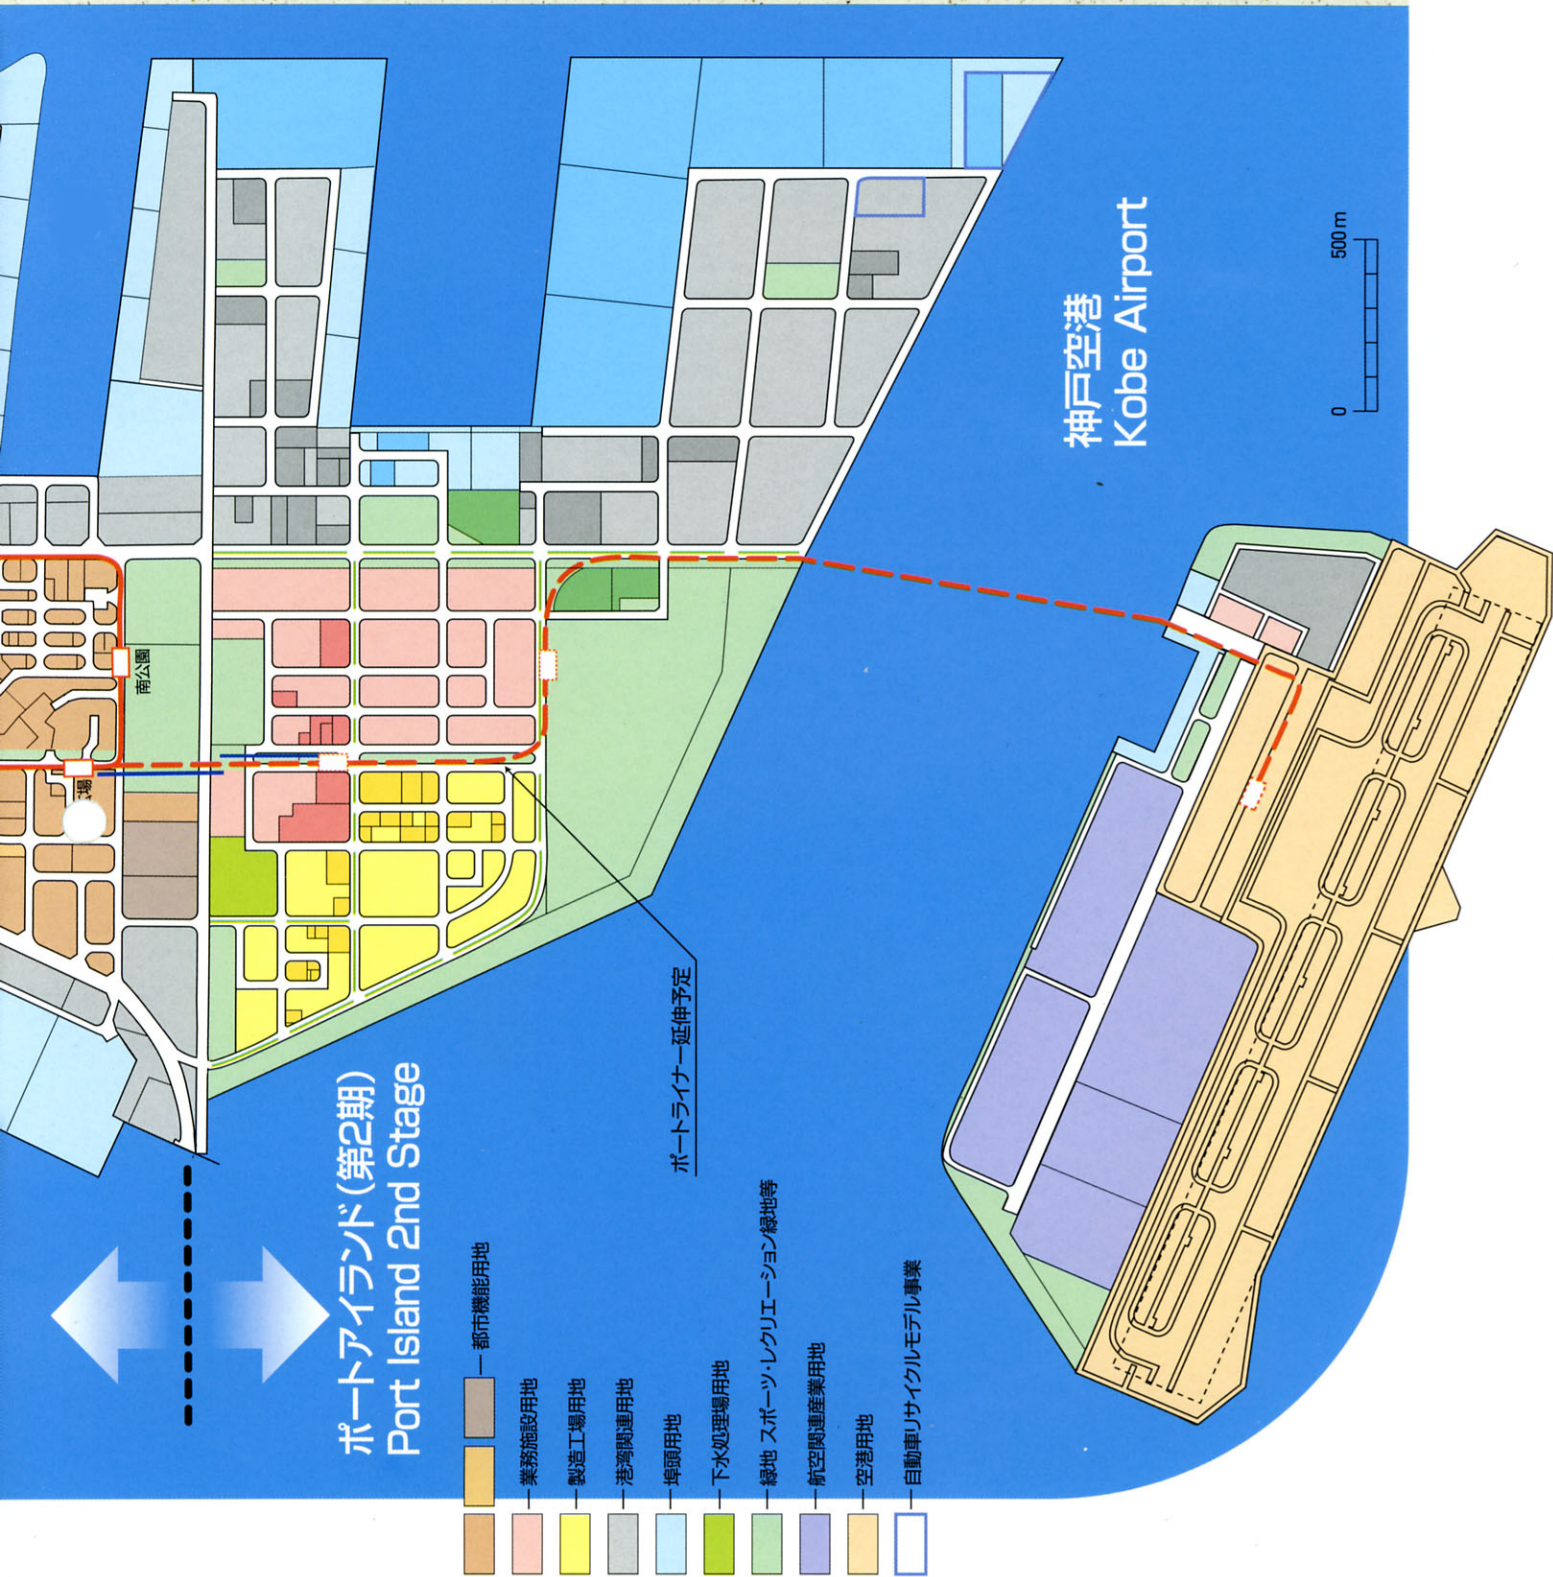 南公園
場
ポートアイランド(第2期)
Port Island 2nd Stage
ポートライナー延伸予定
神戸空港
Kobe Airport
0 500m
都市機能用地
業務施設用地
製造工場用地
港湾関連用地
埠頭用地
下水処理場用地
緑地 スポーツ・レクリエーション緑地等
航空関連産業用地
空港用地
自動車リサイクルモデル事業